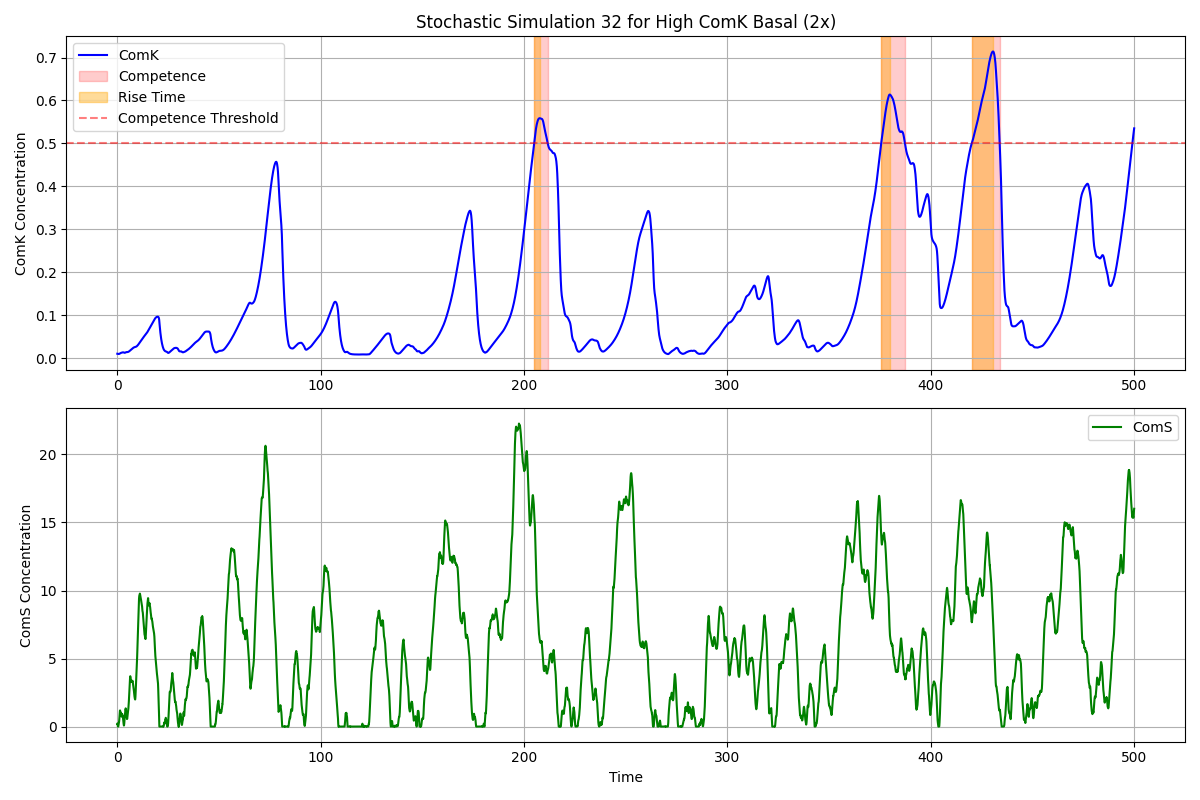 Stochastic Simulation 32 for High ComK Basal (2x)
ComK
Competence
Rise Time
Competence Threshold
ComK Concentration
0.7
0.6
0.5
0.4
0.3
0.2
0.1
0.0
0 100 200 300 400 500
ComS
ComS Concentration
20
15
10
5
0
0 100 200 300 400 500
Time